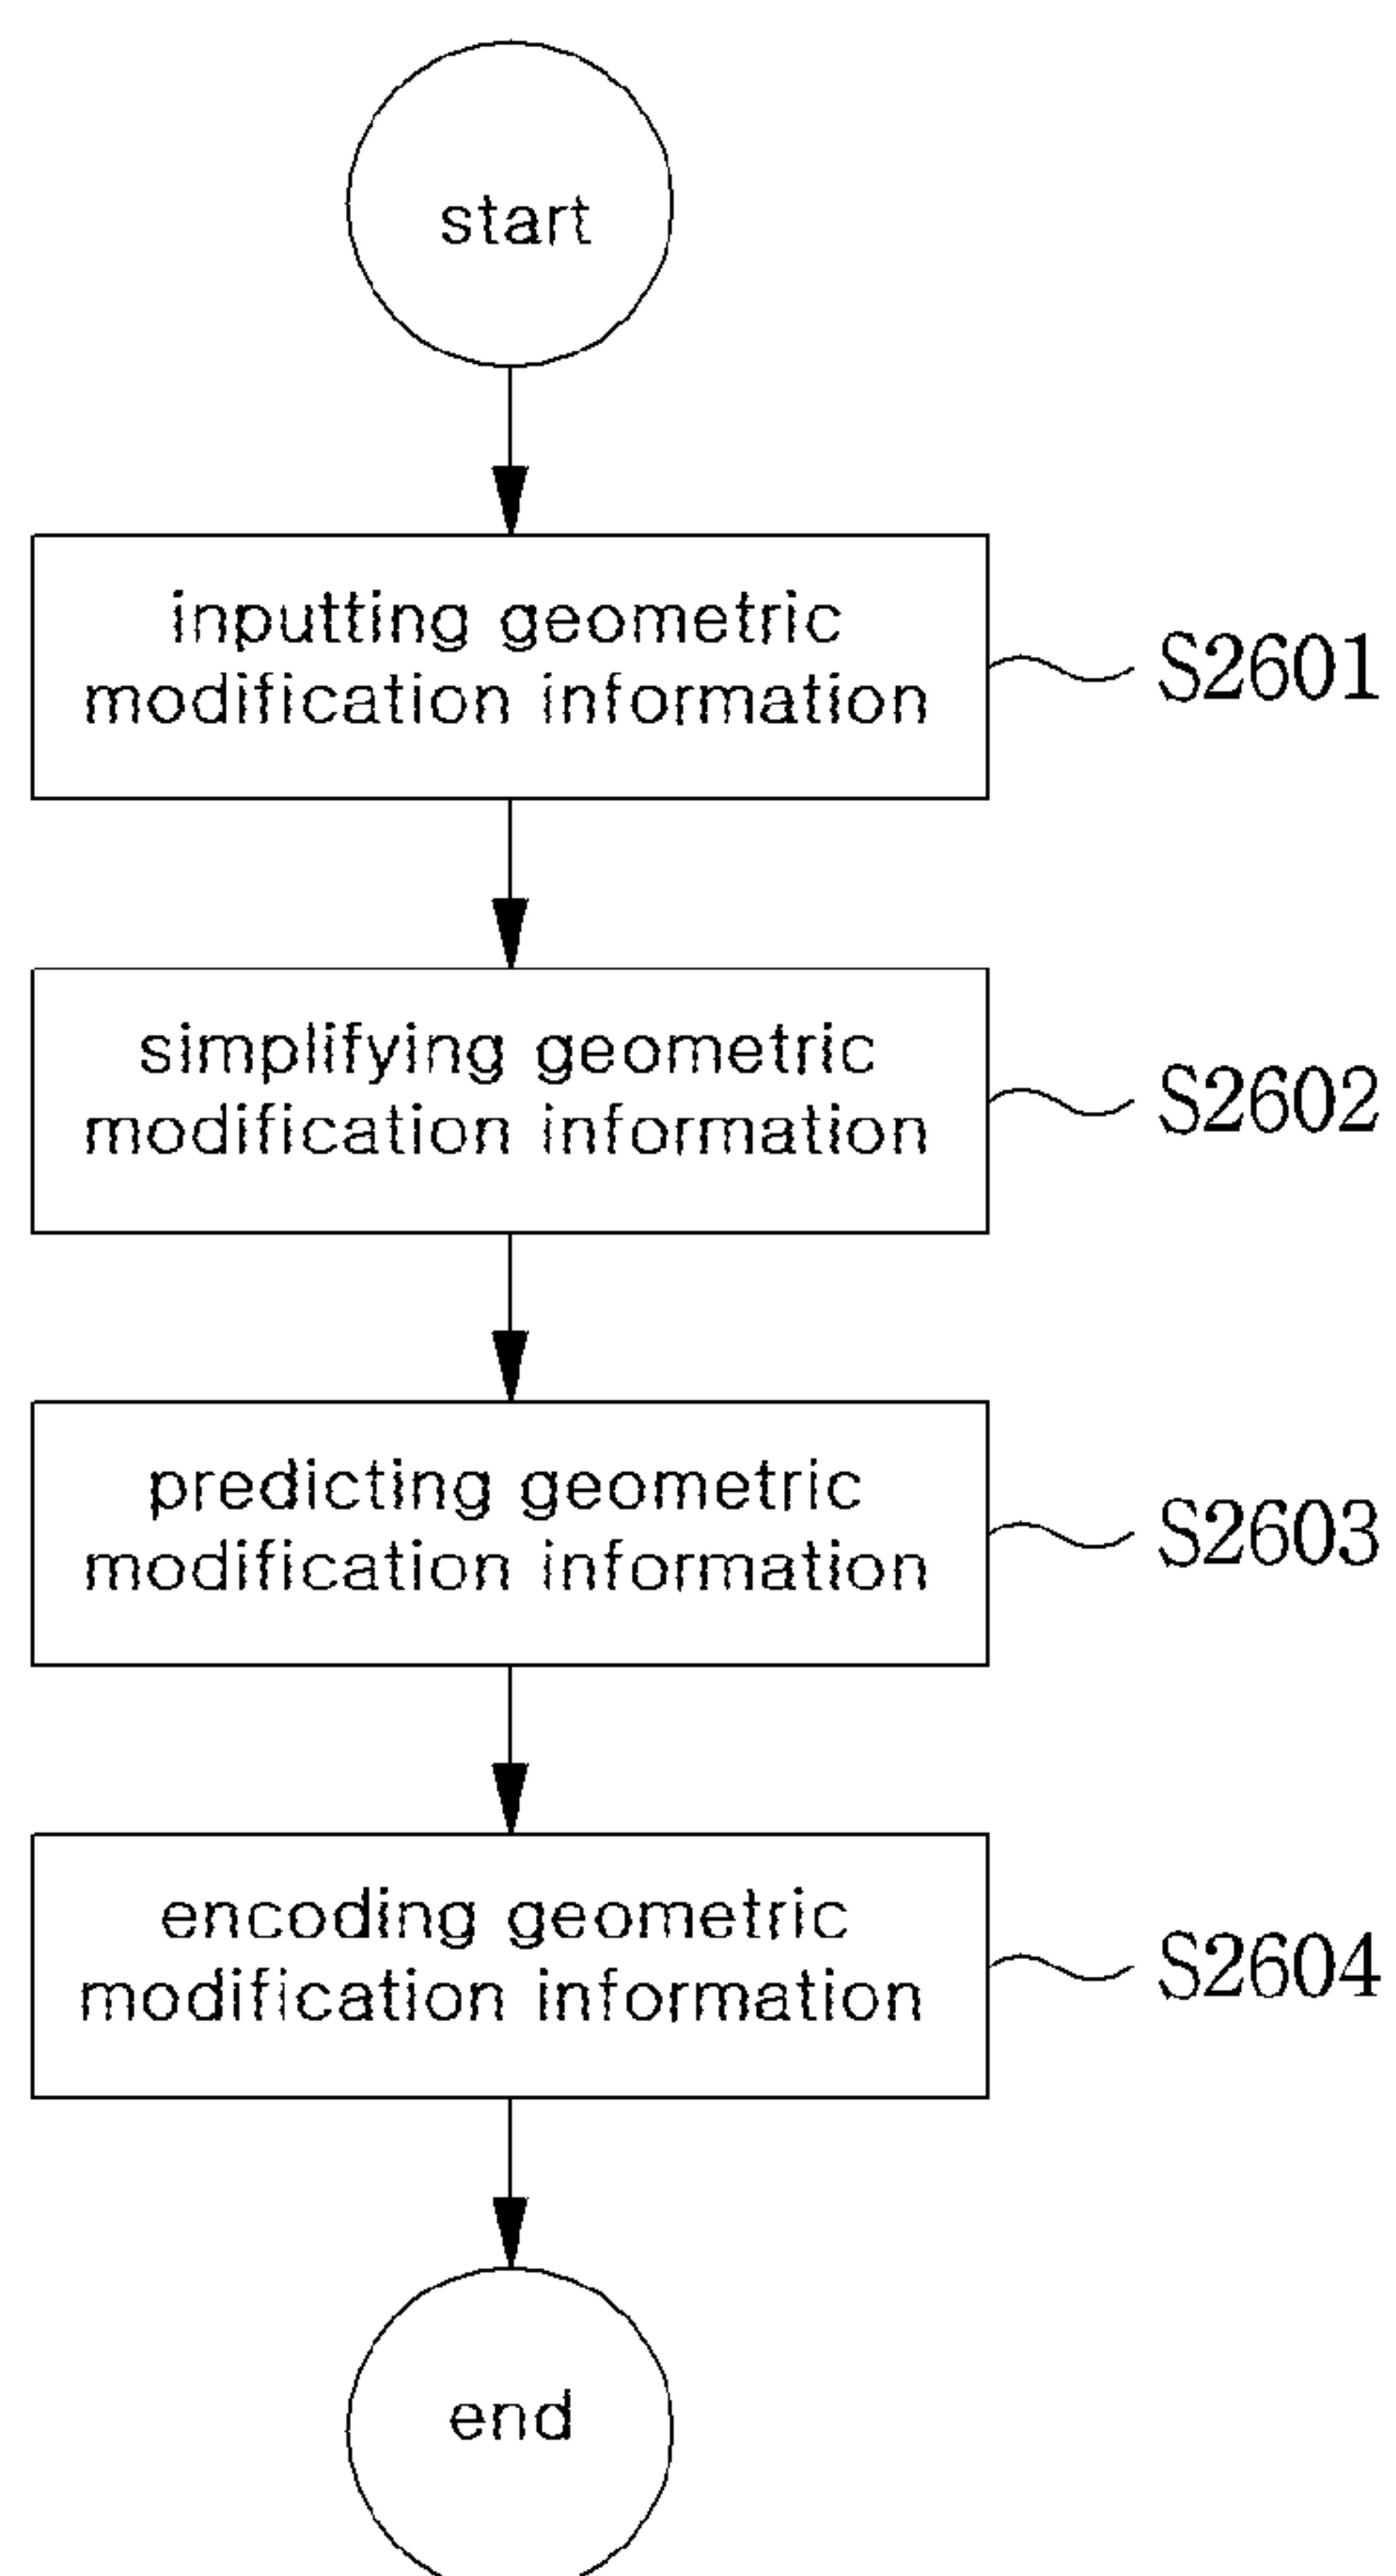 start
inputting geometric
modification information
S2601
simplifying geometric
modification information
S2602
predicting geometric
modification information
S2603
encoding geometric
modification information
S2604
end